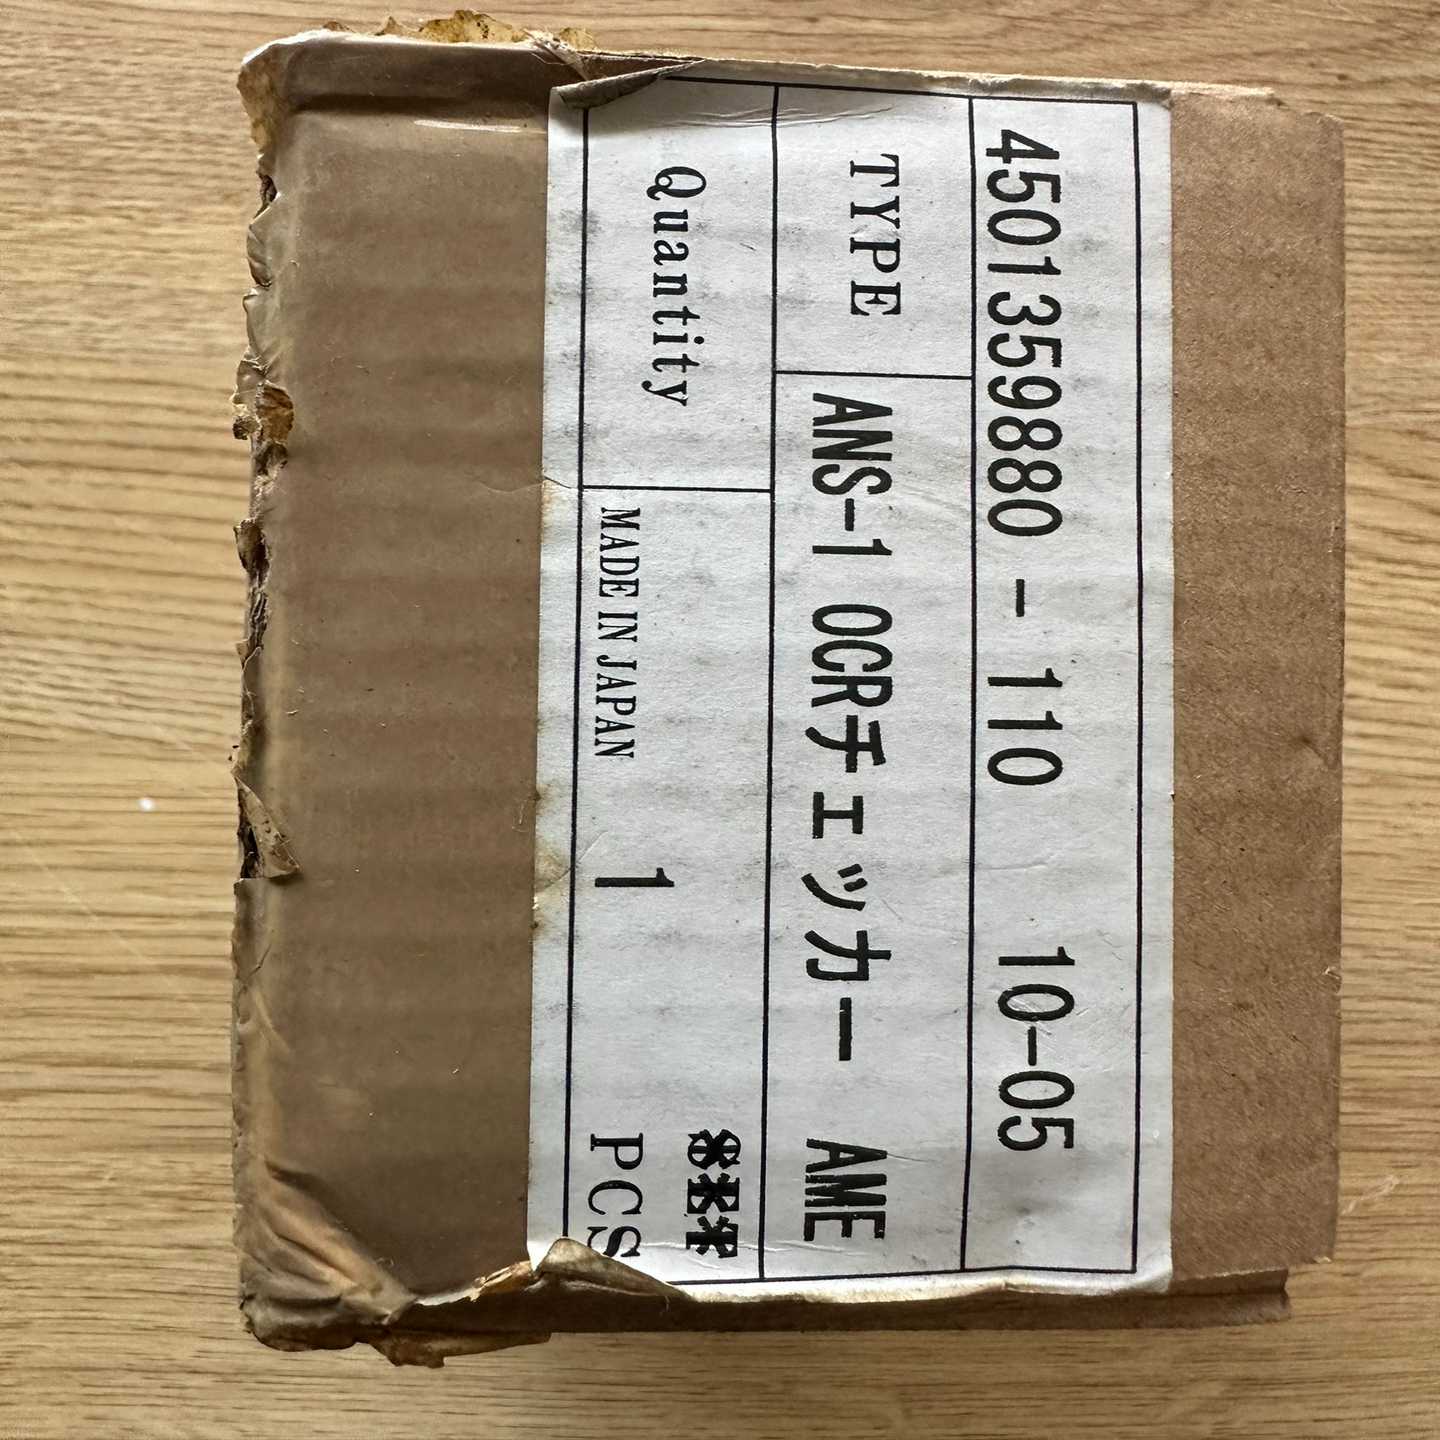 4501359880 - 110 10-05
TYPE ANS-1 OCRチェッカー AME
Quantity
MADE IN JAPAN
1
PCS